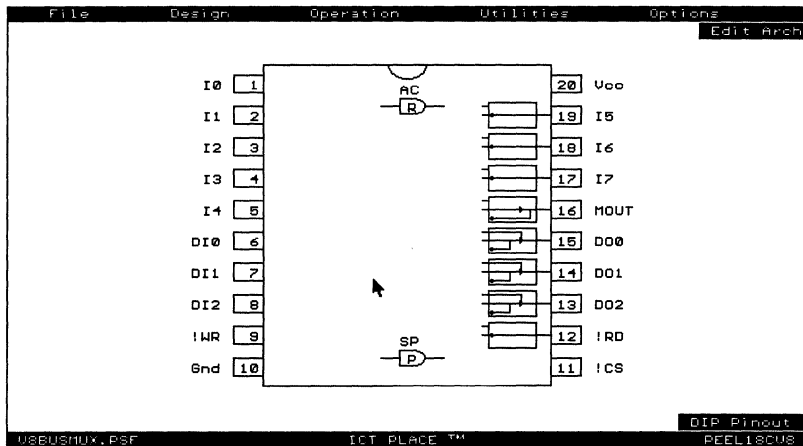 File Design Operation Utilities Options
Edit Arch
I0 1 AC 20 Vcc
R
I1 2 19 I5
I2 3 18 I6
I3 4 17 I7
I4 5 16 MOUT
DI0 6 15 DO0
DI1 7 14 DO1
DI2 8 13 DO2
!WR 9 SP 12 !RD
P
Gnd 10 11 !CS
DIP Pinout
V8BUSMUX.PSF ICT PLACE ™ PEEL18CV8